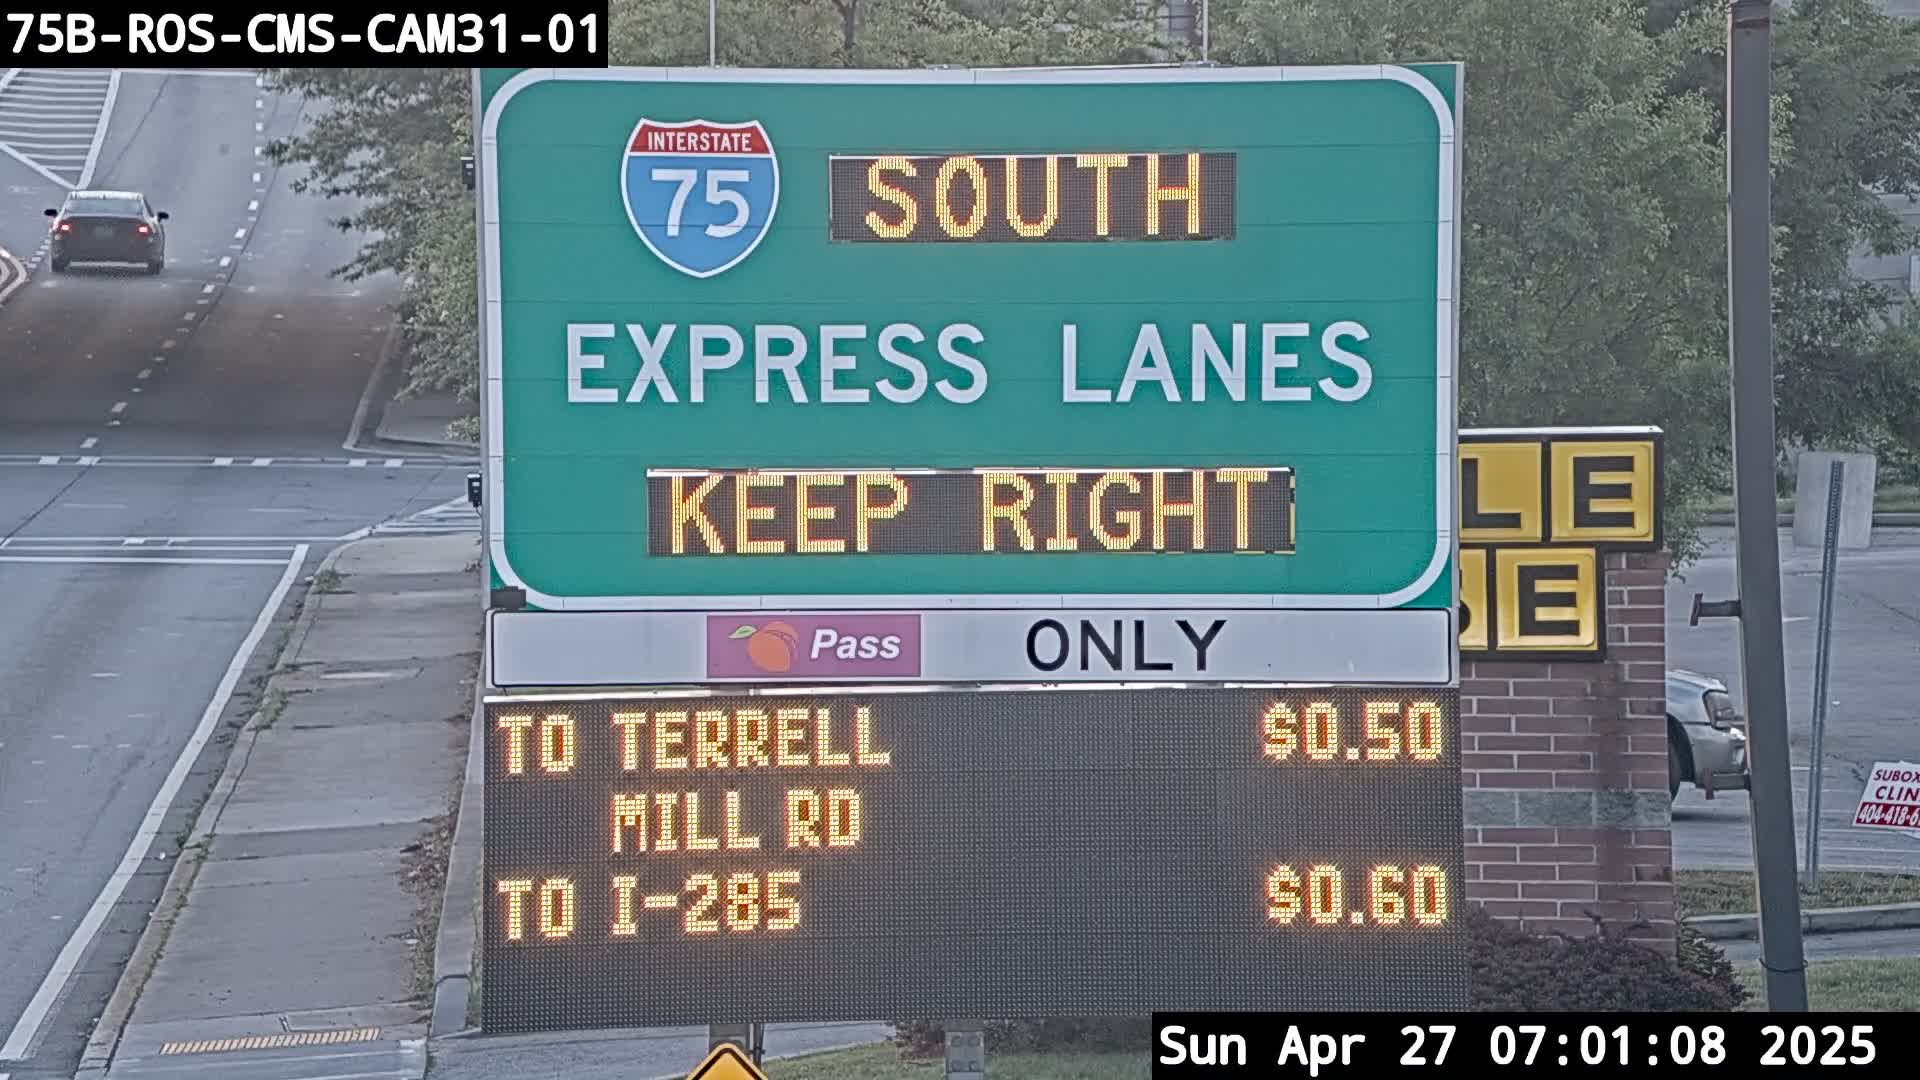 75B-ROS-CMS-CAM31-01
INTERSTATE
75
SOUTH
EXPRESS LANES
KEEP RIGHT
Pass
ONLY
TO TERRELL $0.50
MILL RD
TO I-285 $0.60
LE
E
Sun Apr 27 07:01:08 2025